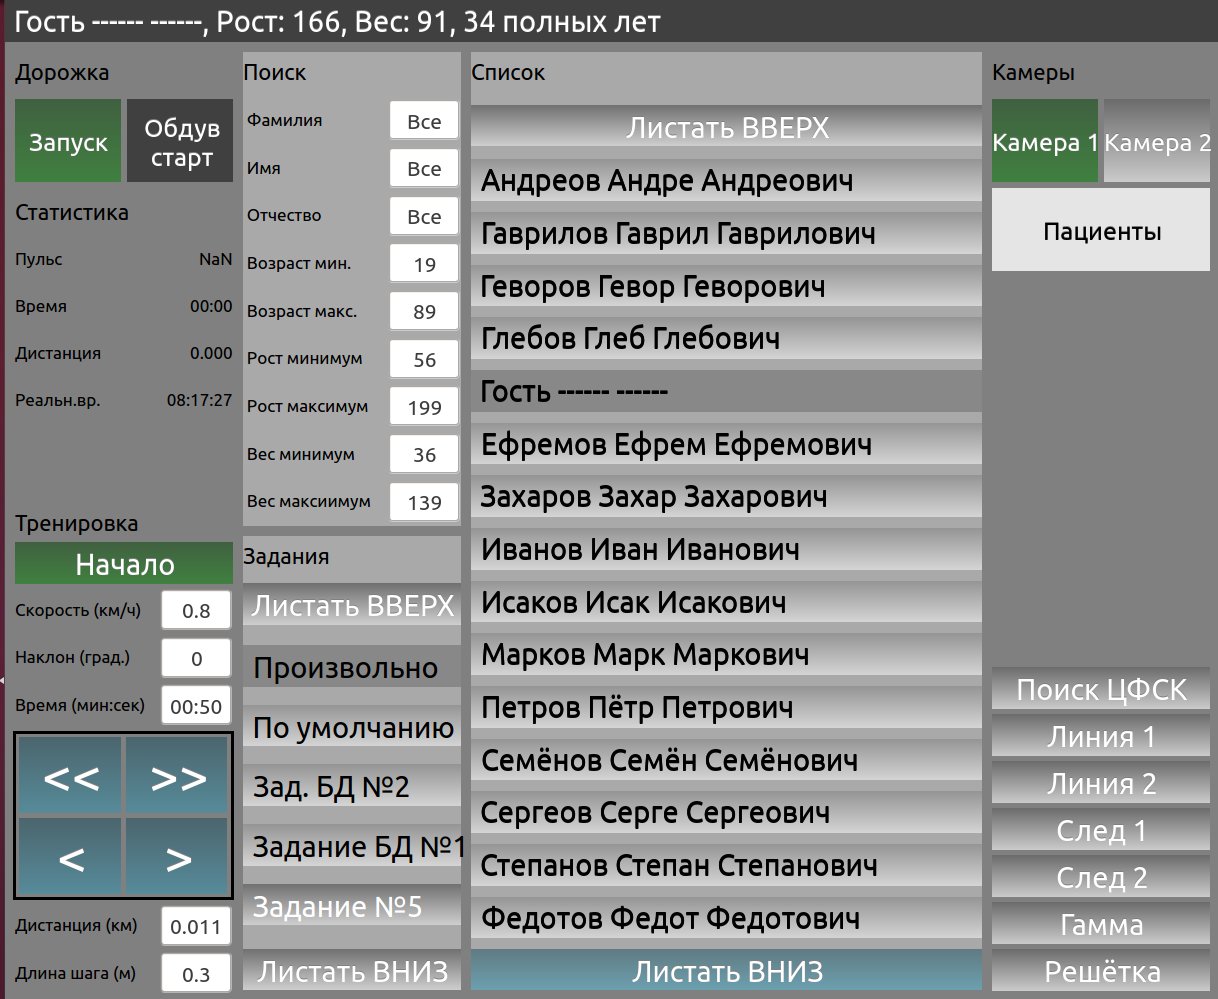 Гость ------ ------, Рост: 166, Вес: 91, 34 полных лет
Дорожка
Запуск
Обдув
старт
Статистика
Пульс NaN
Время 00:00
Дистанция 0.000
Реальн.вр. 08:17:27
Тренировка
Начало
Скорость (км/ч) 0.8
Наклон (град.) 0
Время (мин:сек) 00:50
<< >>
< >
Дистанция (км) 0.011
Длина шага (м) 0.3
Поиск
Фамилия Все
Имя Все
Отчество Все
Возраст мин. 19
Возраст макс. 89
Рост минимум 56
Рост максимум 199
Вес минимум 36
Вес максиимум 139
Задания
Листать ВВЕРХ
Произвольно
По умолчанию
Зад. БД №2
Задание БД №1
Задание №5
Листать ВНИЗ
Список
Листать ВВЕРХ
Андреов Андре Андреович
Гаврилов Гаврил Гаврилович
Геворов Гевор Геворович
Глебов Глеб Глебович
Гость ------ ------
Ефремов Ефрем Ефремович
Захаров Захар Захарович
Иванов Иван Иванович
Исаков Исак Исакович
Марков Марк Маркович
Петров Пётр Петрович
Семёнов Семён Семёнович
Сергеов Серге Сергеович
Степанов Степан Степанович
Федотов Федот Федотович
Листать ВНИЗ
Камеры
Камера 1 Камера 2
Пациенты
Поиск ЦФСК
Линия 1
Линия 2
След 1
След 2
Гамма
Решётка